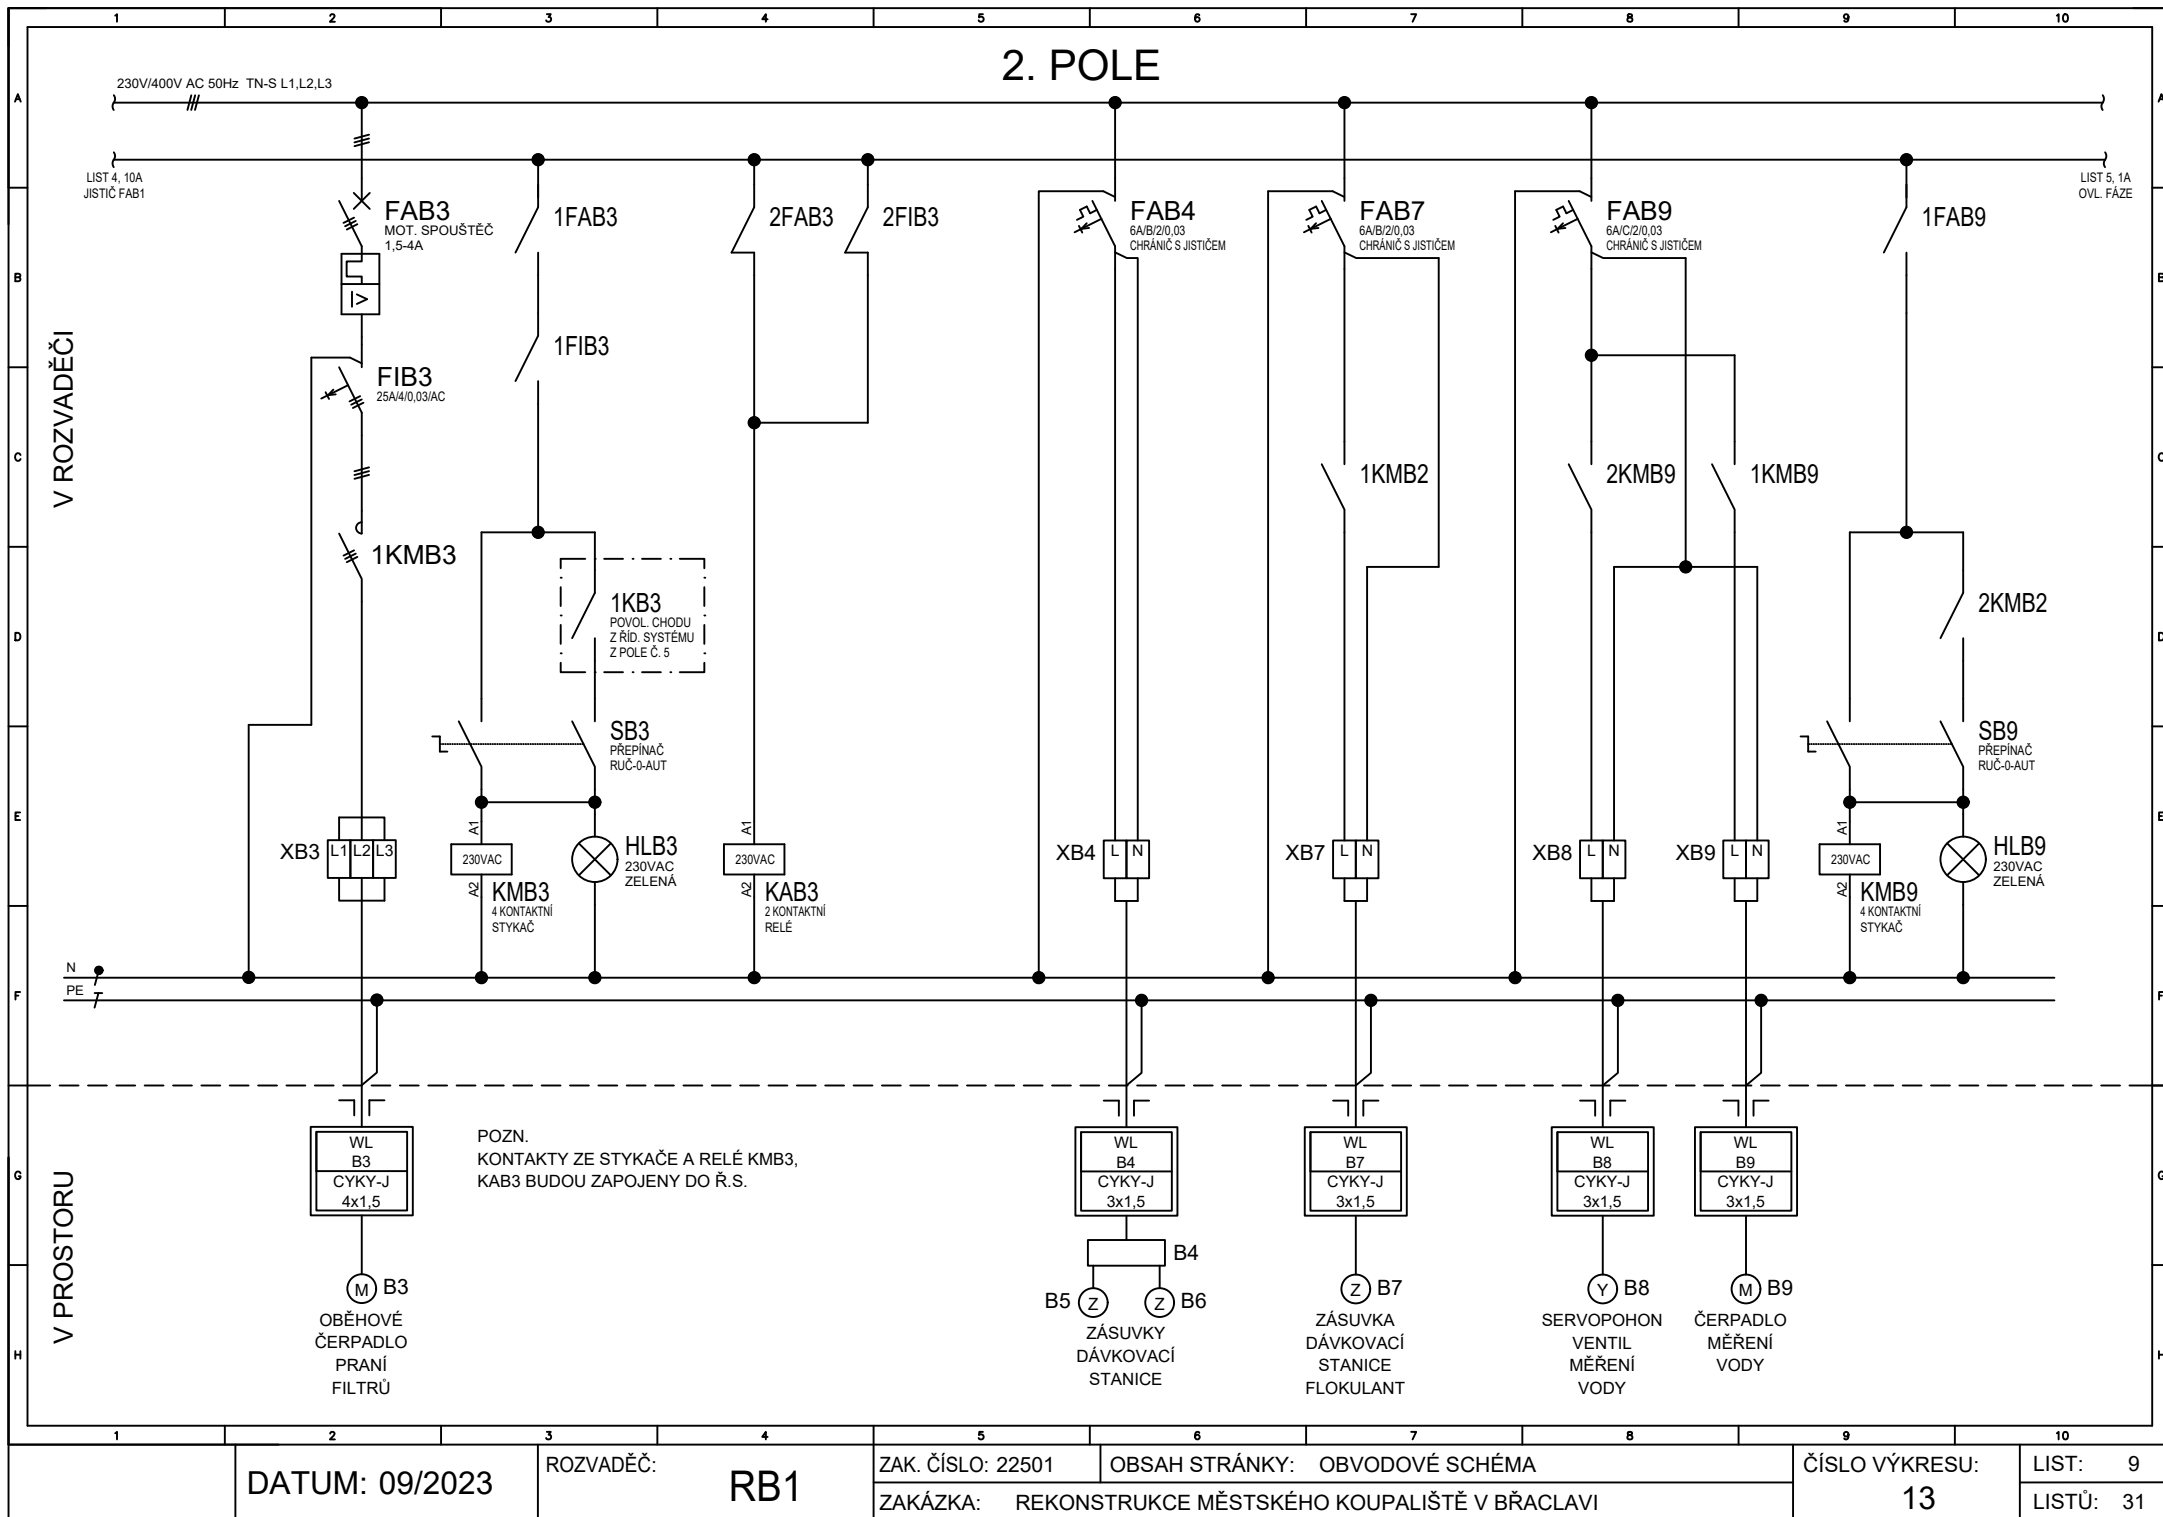 1 2 3 4 5 6 7 8 9 10
2. POLE
230V/400V AC 50Hz TN-S L1,L2,L3
A
A
LIST 4, 10A
JISTIČ FAB1
LIST 5, 1A
OVL. FÁZE
FAB3
MOT. SPOUŠTĚČ
1,5-4A
1FAB3
2FAB3
2FIB3
FAB4
6A/B/2/0,03
CHRÁNIČ S JISTIČEM
FAB7
6A/B/2/0,03
CHRÁNIČ S JISTIČEM
FAB9
6A/C/2/0,03
CHRÁNIČ S JISTIČEM
1FAB9
B
B
I>
V ROZVADĚČI
1FIB3
FIB3
25A/4/0,03/AC
C
C
1KMB2
2KMB9
1KMB9
1KMB3
1KB3
POVOL. CHODU
Z ŘÍD. SYSTÉMU
Z POLE Č. 5
2KMB2
D
D
SB3
PŘEPÍNAČ
RUČ-0-AUT
SB9
PŘEPÍNAČ
RUČ-0-AUT
E
E
XB3 L1 L2 L3
A1
230VAC
A2
KMB3
4 KONTAKTNÍ
STYKAČ
HLB3
230VAC
ZELENÁ
A1
230VAC
A2
KAB3
2 KONTAKTNÍ
RELÉ
XB4 L N
XB7 L N
XB8 L N
XB9 L N
A1
230VAC
A2
KMB9
4 KONTAKTNÍ
STYKAČ
HLB9
230VAC
ZELENÁ
N
PE
F
F
V PROSTORU
G
G
WL
B3
CYKY-J
4x1,5
POZN.
KONTAKTY ZE STYKAČE A RELÉ KMB3,
KAB3 BUDOU ZAPOJENY DO Ř.S.
WL
B4
CYKY-J
3x1,5
WL
B7
CYKY-J
3x1,5
WL
B8
CYKY-J
3x1,5
WL
B9
CYKY-J
3x1,5
B4
M B3
OBĚHOVÉ
ČERPADLO
PRANÍ
FILTRŮ
B5 Z Z B6
ZÁSUVKY
DÁVKOVACÍ
STANICE
Z B7
ZÁSUVKA
DÁVKOVACÍ
STANICE
FLOKULANT
Y B8
SERVOPOHON
VENTIL
MĚŘENÍ
VODY
M B9
ČERPADLO
MĚŘENÍ
VODY
H
H
1 2 3 4 5 6 7 8 9 10
DATUM: 09/2023
ROZVADĚČ:
RB1
ZAK. ČÍSLO: 22501
OBSAH STRÁNKY: OBVODOVÉ SCHÉMA
ZAKÁZKA: REKONSTRUKCE MĚSTSKÉHO KOUPALIŠTĚ V BŘACLAVI
ČÍSLO VÝKRESU:
13
LIST: 9
LISTŮ: 31